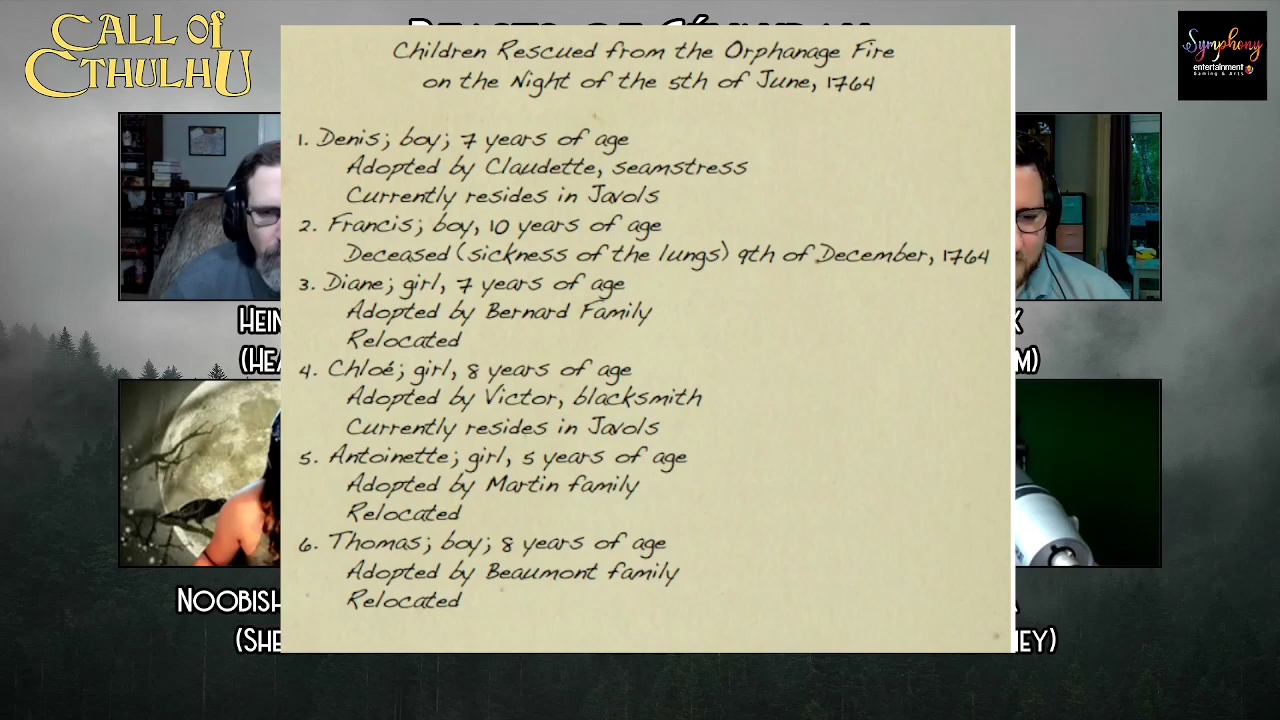 CALL of
CTHULHU
Symphony
entertainment
Gaming & Arts
Children Rescued from the Orphanage Fire
on the Night of the 5th of June, 1764
1. Denis; boy; 7 years of age
Adopted by Claudette, seamstress
Currently resides in Javols
2. Francis; boy, 10 years of age
Deceased (sickness of the lungs) 9th of December, 1764
3. Diane; girl, 7 years of age
Adopted by Bernard Family
Relocated
4. Chloé; girl, 8 years of age
Adopted by Victor, blacksmith
Currently resides in Javols
5. Antoinette; girl, 5 years of age
Adopted by Martin family
Relocated
6. Thomas; boy; 8 years of age
Adopted by Beaumont family
Relocated